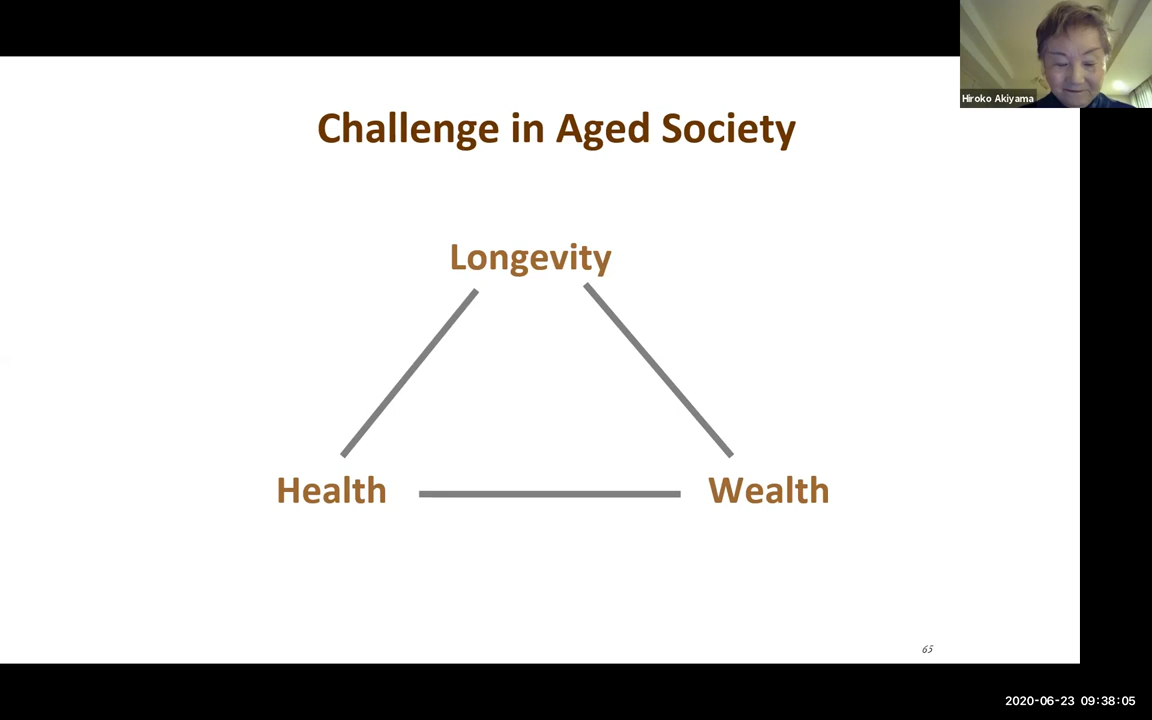 Hiroko Akiyama
Challenge in Aged Society
Longevity
Health
Wealth
65
2020-06-23 09:38:05